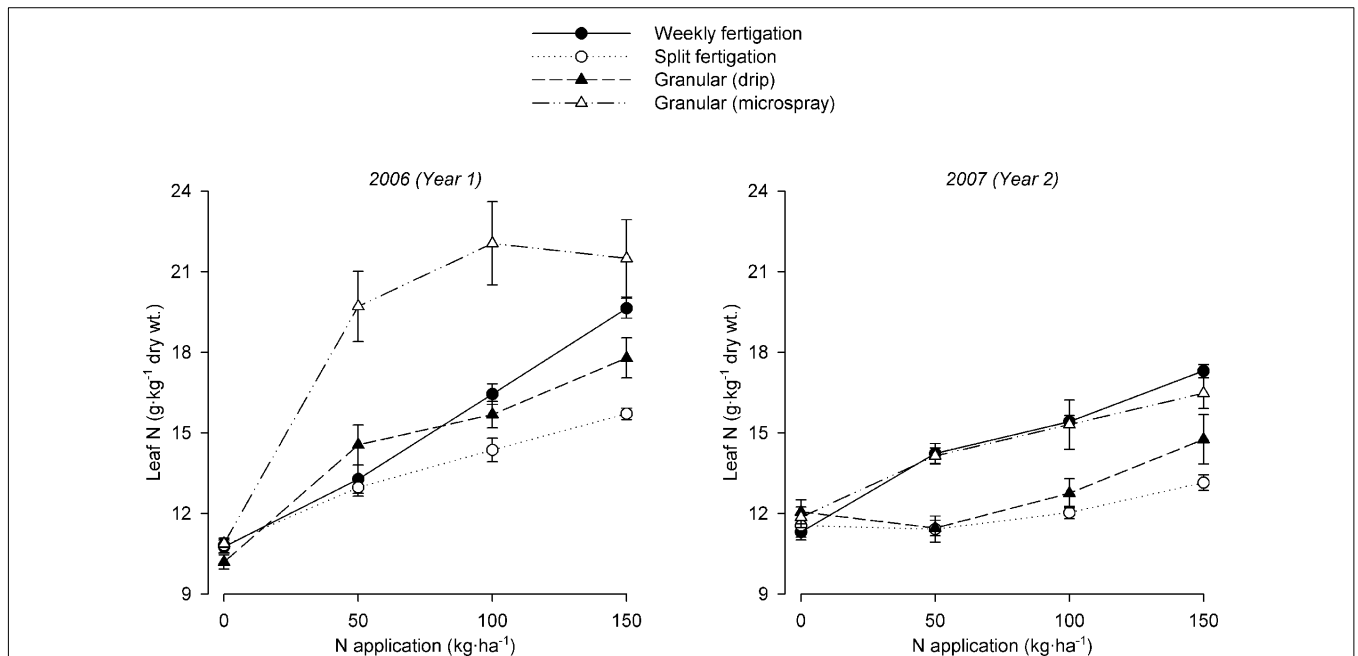 Weekly fertigation
Split fertigation
Granular (drip)
Granular (microspray)
2006 (Year 1)
24
21
18
15
12
9
Leaf N (g·kg⁻¹ dry wt.)
0 50 100 150
N application (kg·ha⁻¹)
2007 (Year 2)
24
21
18
15
12
9
Leaf N (g·kg⁻¹ dry wt.)
0 50 100 150
N application (kg·ha⁻¹)